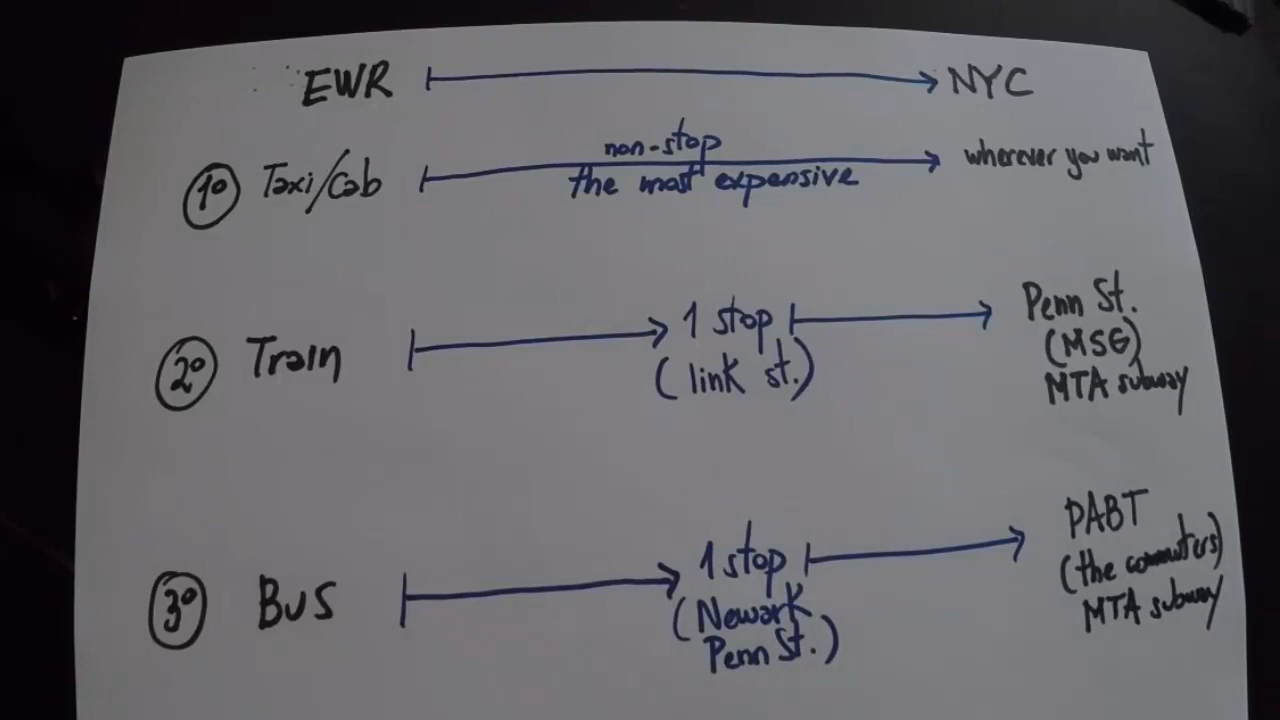 EWR NYC
1º Taxi/Cab non-stop wherever you want
the most expensive
2º Train 1 stop Penn St.
(link st.) (MSG)
MTA subway
3º Bus 1 stop PABT
(Newark (the commuters)
Penn St.) MTA subway